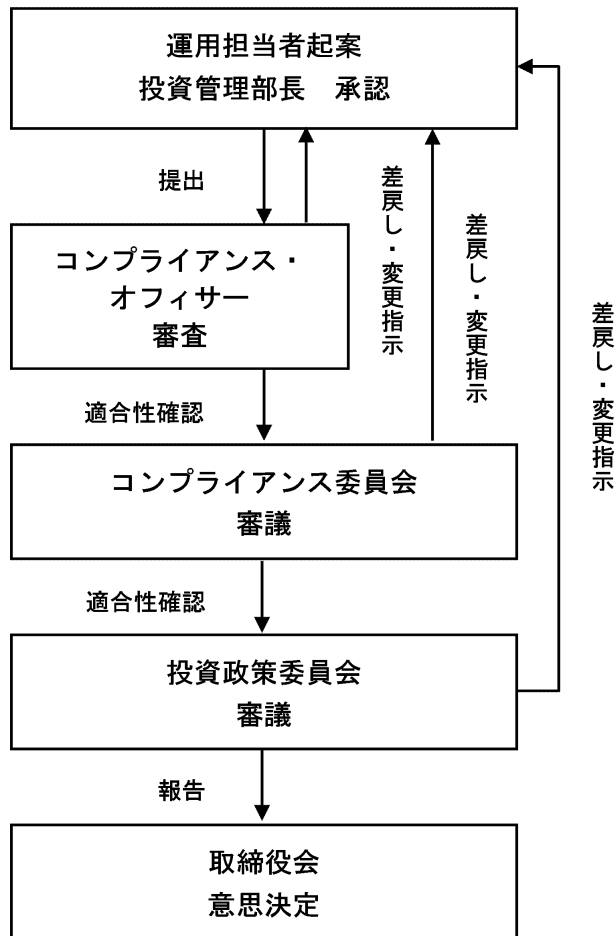 運用担当者起案
投資管理部長　承認
提出
差戻し・変更指示
差戻し・変更指示
差戻し・変更指示
コンプライアンス・
オフィサー
審査
適合性確認
コンプライアンス委員会
審議
適合性確認
投資政策委員会
審議
報告
取締役会
意思決定